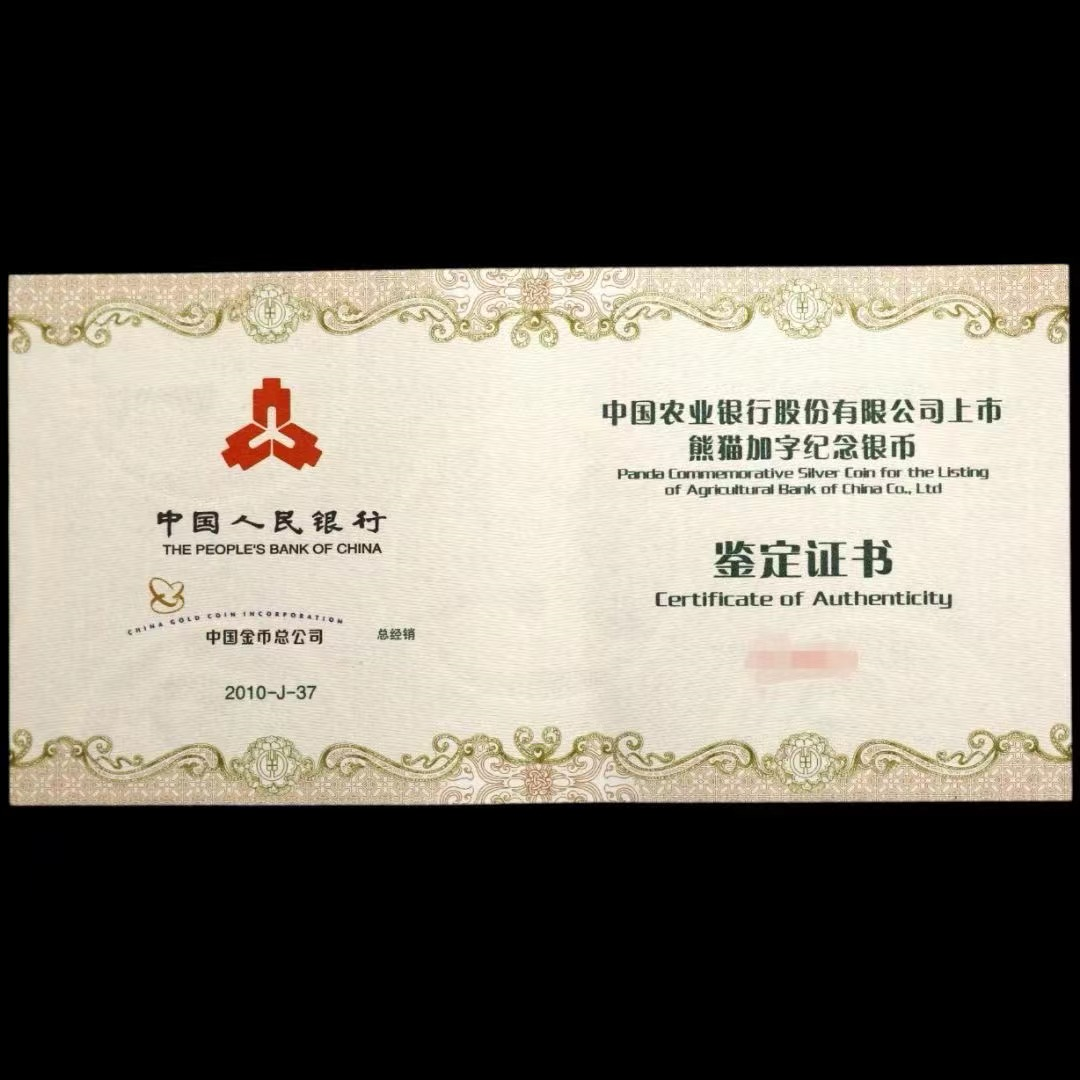 中国人民银行
THE PEOPLE'S BANK OF CHINA
CHINA GOLD COIN INCORPORATION
中国金币总公司 总经销
2010-J-37
中国农业银行股份有限公司上市
熊猫加字纪念银币
Panda Commemorative Silver Coin for the Listing
of Agricultural Bank of China Co., Ltd
鉴定证书
Certificate of Authenticity